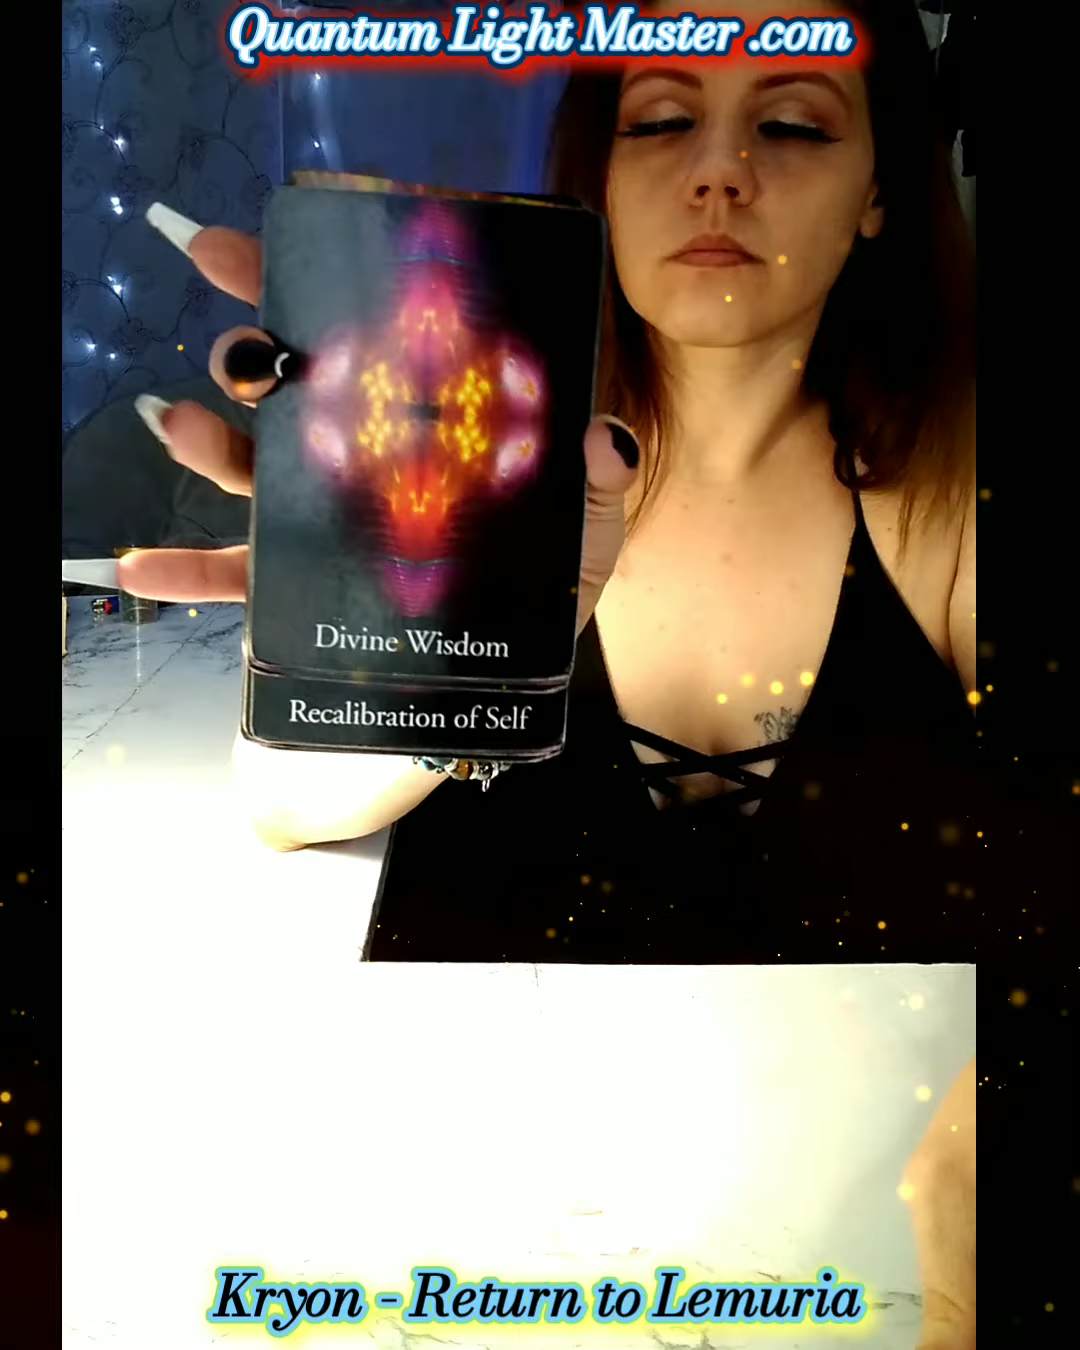 Quantum Light Master .com
Divine Wisdom
Recalibration of Self
Kryon - Return to Lemuria